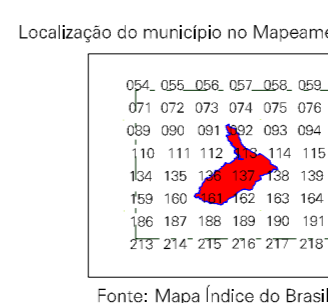 Localização do município no Mapeame
054 055 056 057 058 059
071 072 073 074 075 076
089 090 091 092 093 094
110 111 112 113 114 115
134 135 136 137 138 139
159 160 161 162 163 164
186 187 188 189 190 191
213 214 215 216 217 218
Fonte: Mapa Índice do Brasil